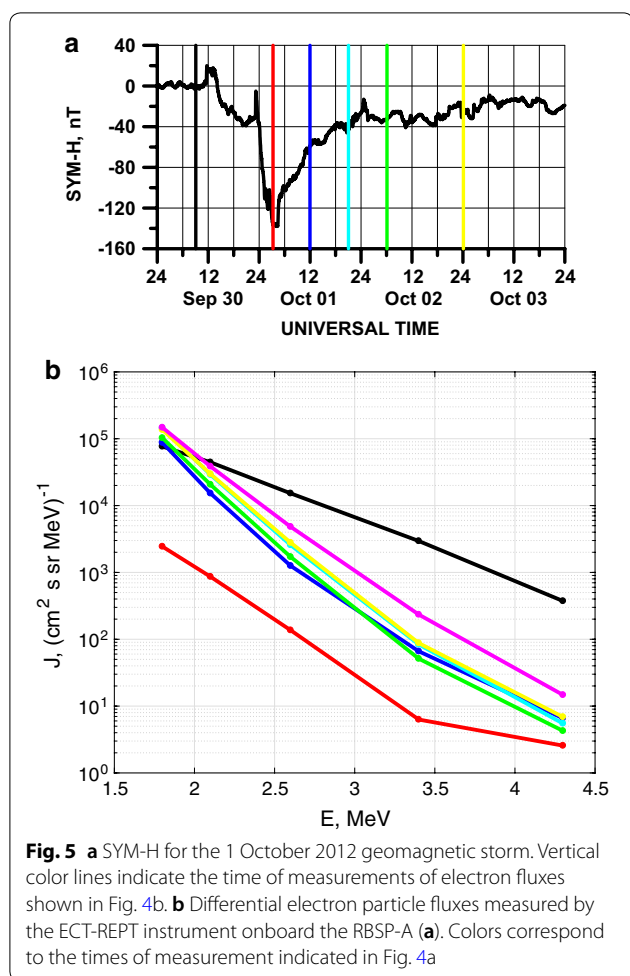 a
40
0
-40
-80
-120
-160
SYM-H, nT
24 12 24 12 24 12 24 12 24
Sep 30 Oct 01 Oct 02 Oct 03
UNIVERSAL TIME
b
10^6
10^5
10^4
10^3
10^2
10^1
10^0
J, (cm^2 s sr MeV)^-1
1.5 2 2.5 3 3.5 4 4.5
E, MeV
Fig. 5 a SYM-H for the 1 October 2012 geomagnetic storm. Vertical
color lines indicate the time of measurements of electron fluxes
shown in Fig. 4b. b Differential electron particle fluxes measured by
the ECT-REPT instrument onboard the RBSP-A (a). Colors correspond
to the times of measurement indicated in Fig. 4a